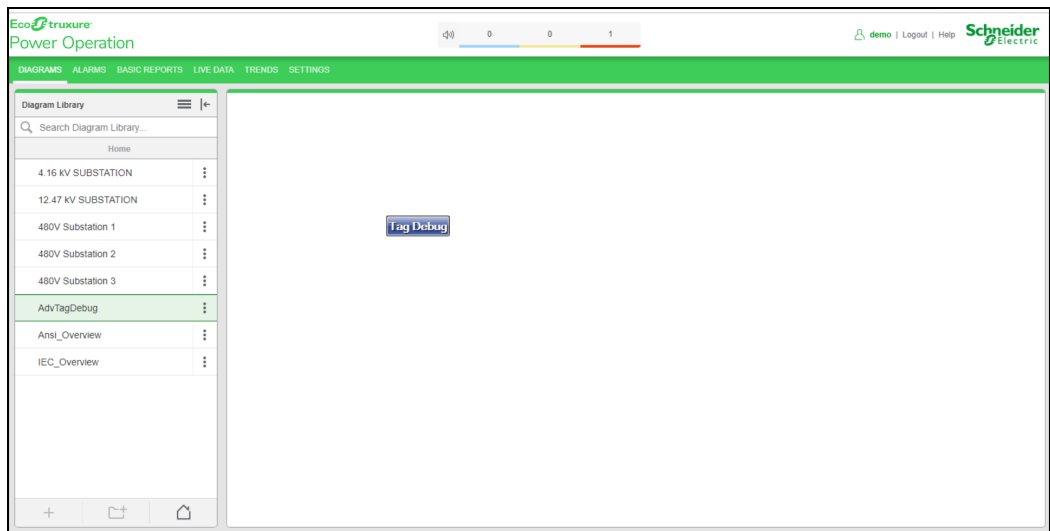 EcoStruxure
Power Operation
0 0 1
demo | Logout | Help
Schneider
Electric
DIAGRAMS ALARMS BASIC REPORTS LIVE DATA TRENDS SETTINGS
Diagram Library
Search Diagram Library...
Home
4.16 kV SUBSTATION
12.47 kV SUBSTATION
480V Substation 1
Tag Debug
480V Substation 2
480V Substation 3
AdvTagDebug
Ansi_Overview
IEC_Overview